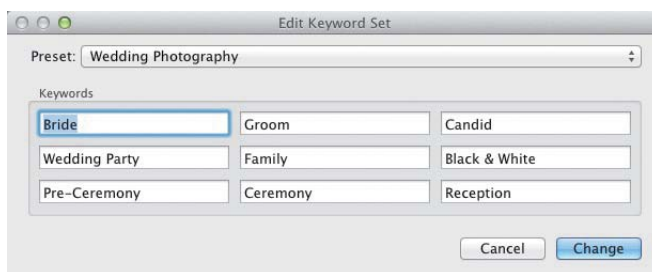 Edit Keyword Set
Preset: Wedding Photography
Keywords
Bride Groom Candid
Wedding Party Family Black & White
Pre-Ceremony Ceremony Reception
Cancel Change